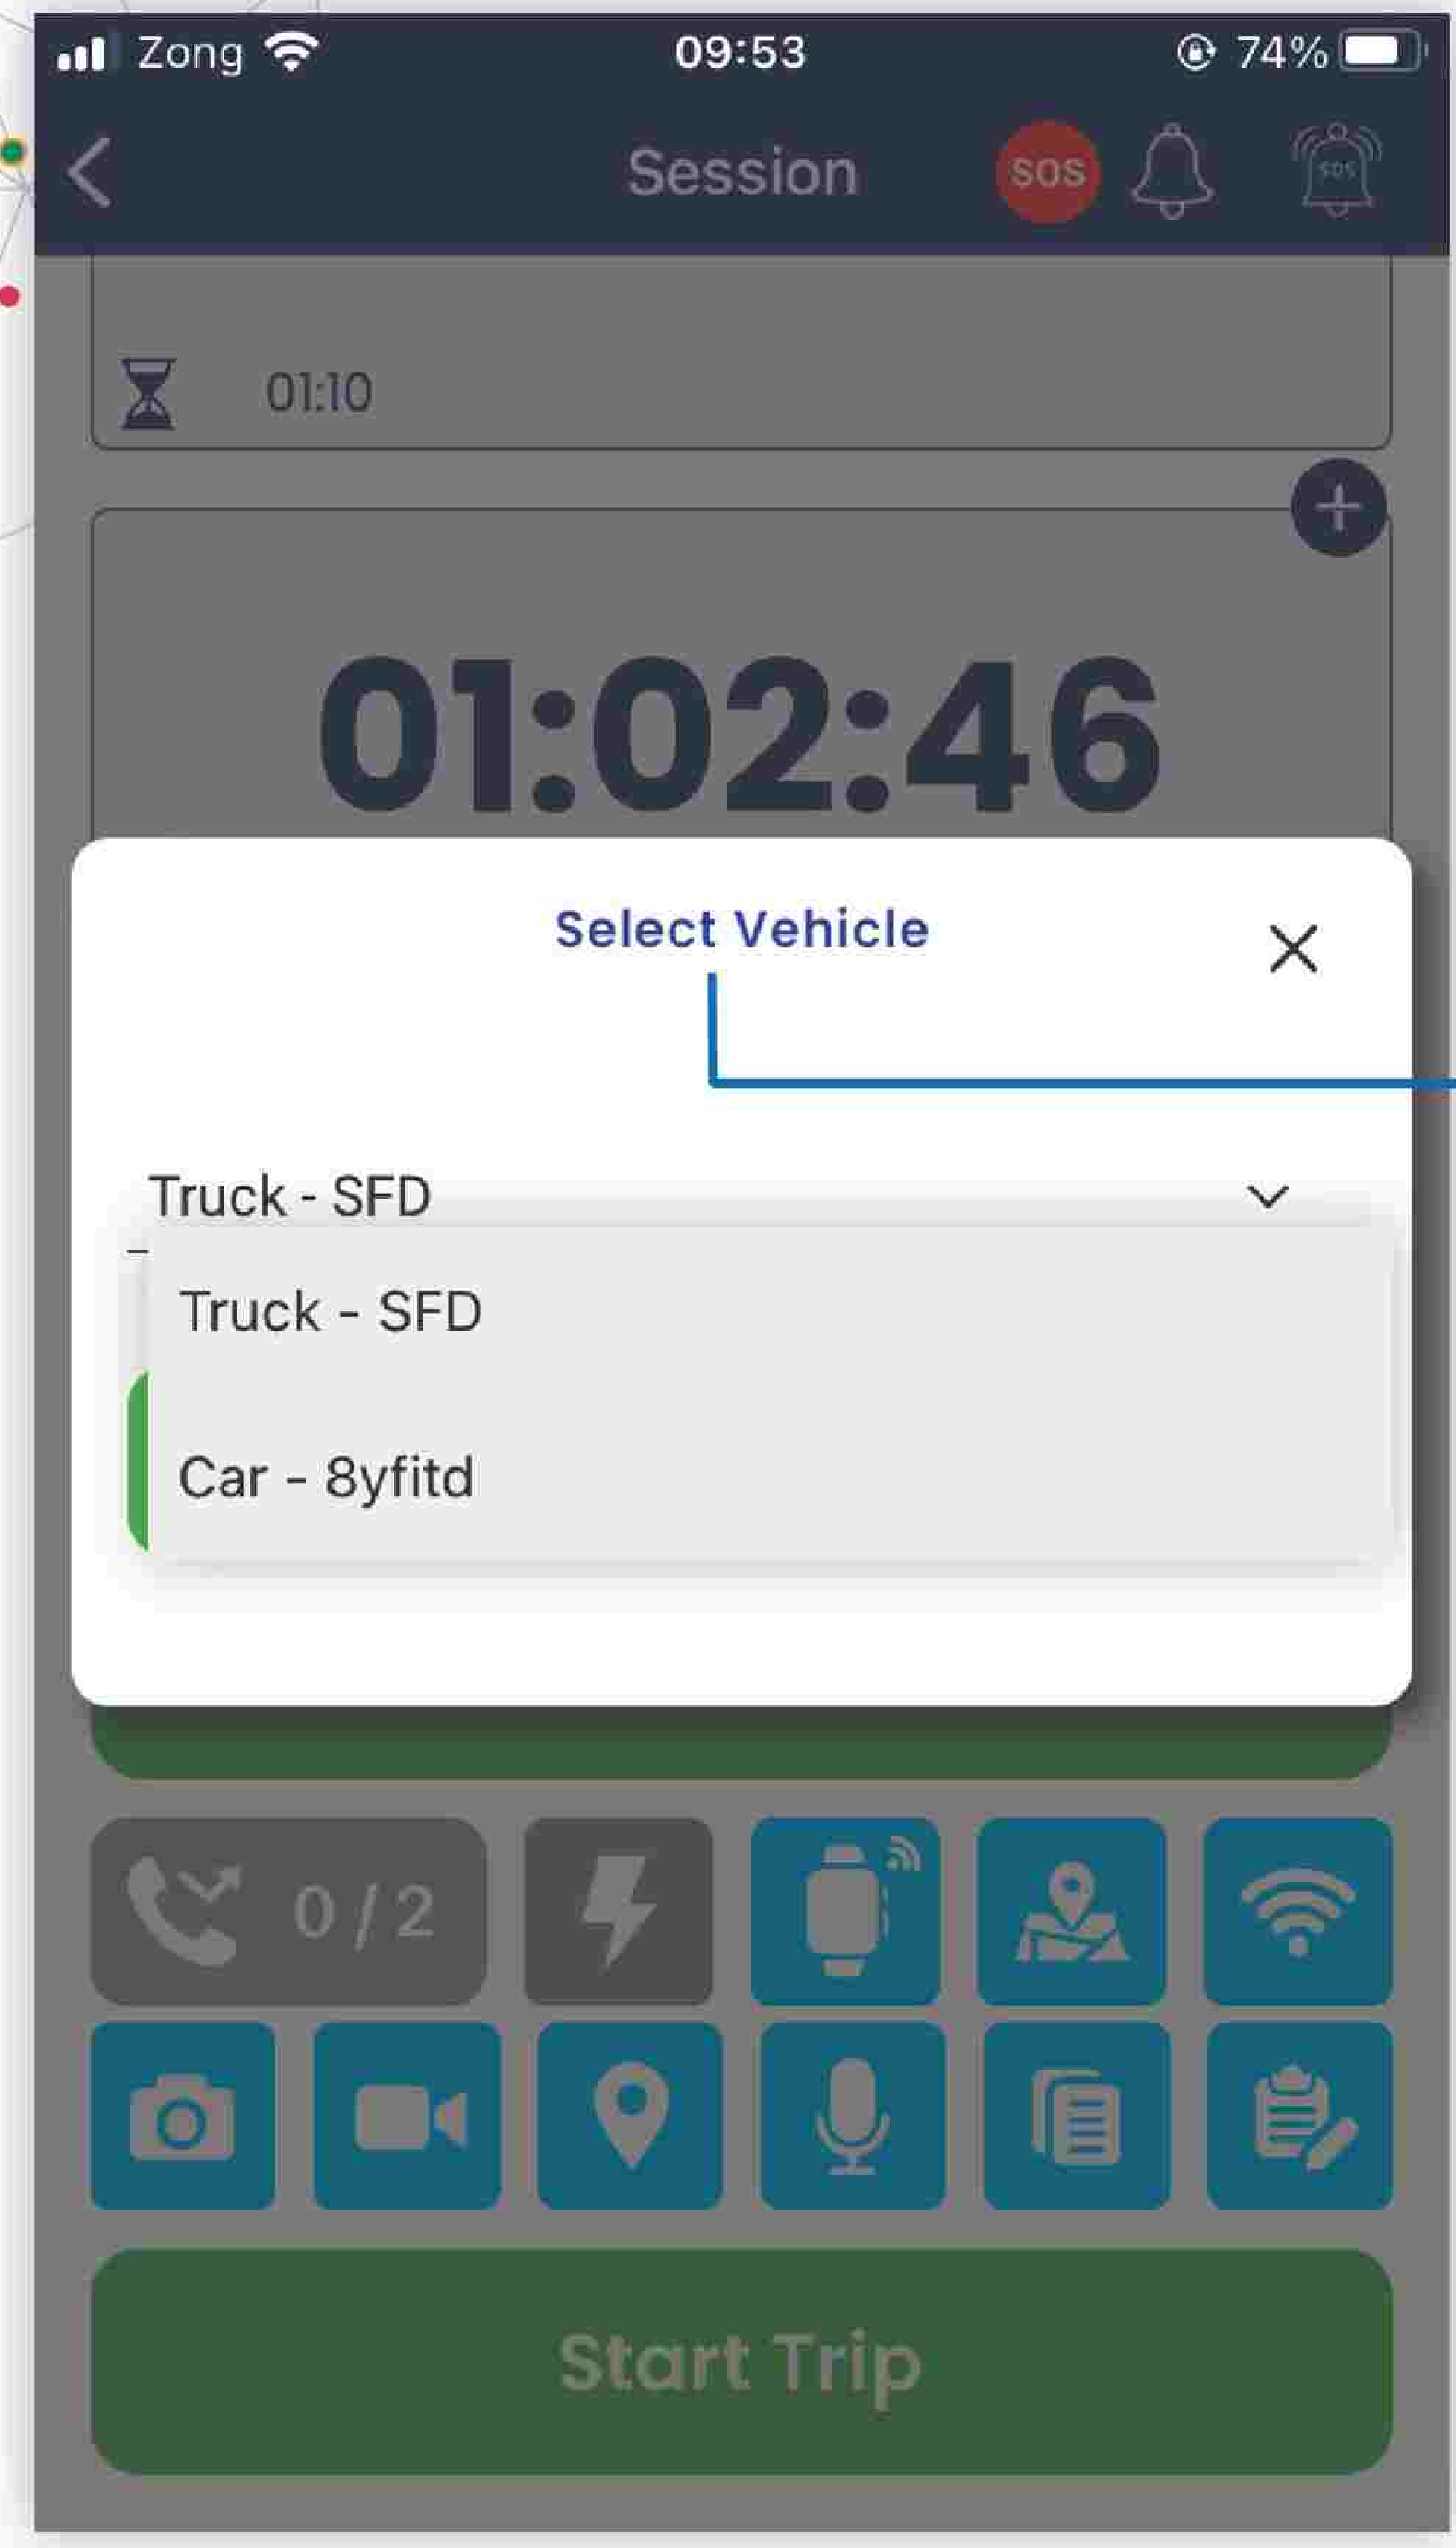 Zong 09:53 74%
Session SOS SOS
01:10
01:02:46
Select Vehicle
Truck - SFD
Truck - SFD
Car - 8yfitd
0 / 2
Start Trip